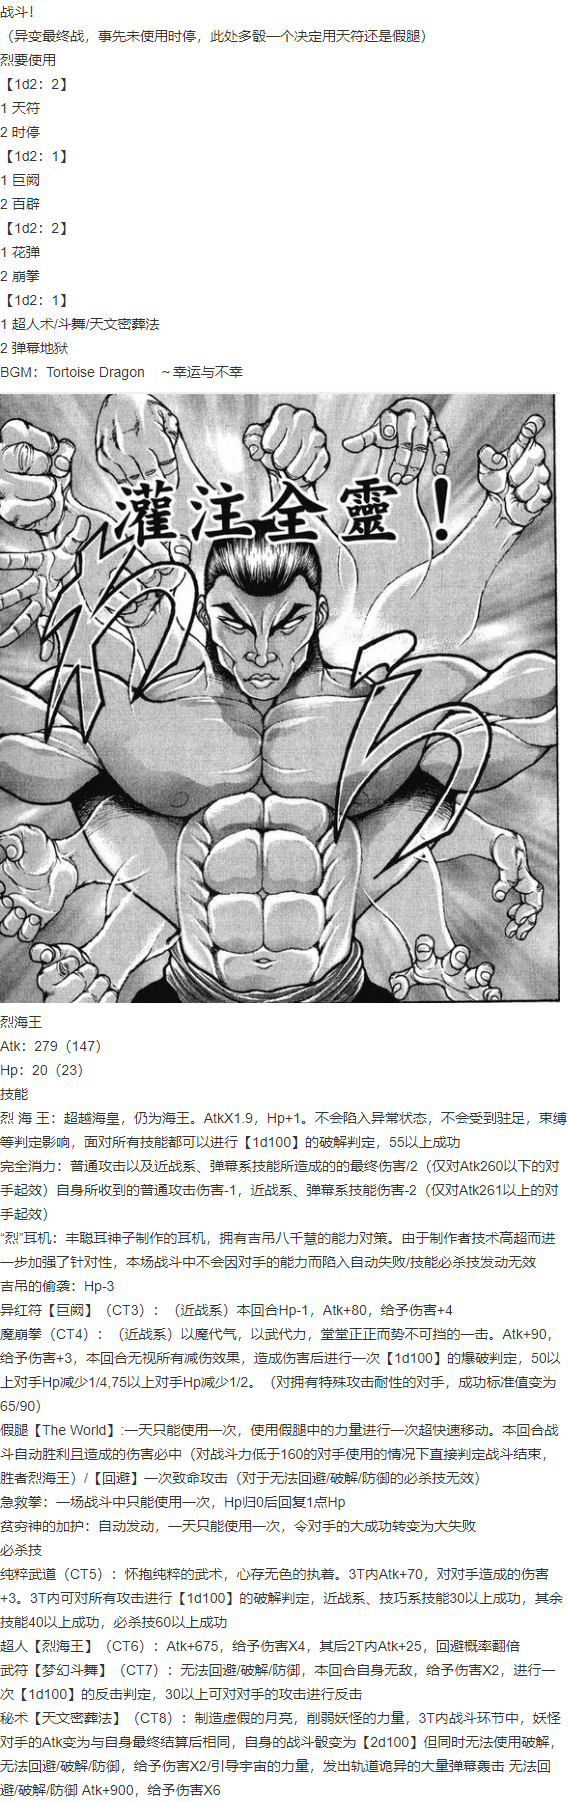 战斗！
（异变最终战，事先未使用时停，此处多骰一个决定用天符还是假腿）
烈要使用
【1d2：2】
1 天符
2 时停
【1d2：1】
1 巨阙
2 百辟
【1d2：2】
1 花弹
2 崩拳
【1d2：1】
1 超人术/斗舞/天文密葬法
2 弹幕地狱
BGM：Tortoise Dragon　～幸运与不幸
灌注全靈！
烈海王
Atk：279（147）
Hp：20（23）
技能
烈 海 王：超越海皇，仍为海王。AtkX1.9，Hp+1。不会陷入异常状态，不会受到驻足，束缚
等判定影响，面对所有技能都可以进行【1d100】的破解判定，55以上成功
完全消力：普通攻击以及近战系、弹幕系技能所造成的的最终伤害/2（仅对Atk260以下的对
手起效）自身所收到的普通攻击伤害-1，近战系、弹幕系技能伤害-2（仅对Atk261以上的对
手起效）
“烈”耳机：丰聪耳神子制作的耳机，拥有吉吊八千慧的能力对策。由于制作者技术高超而进
一步加强了针对性，本场战斗中不会因对手的能力而陷入自动失败/技能必杀技发动无效
吉吊的偷袭：Hp-3
异红符【巨阙】（CT3）：（近战系）本回合Hp-1，Atk+80，给予伤害+4
魔崩拳（CT4）：（近战系）以魔代气，以武代力，堂堂正正而势不可挡的一击。Atk+90，
给予伤害+3，本回合无视所有减伤效果，造成伤害后进行一次【1d100】的爆破判定，50以
上对手Hp减少1/4,75以上对手Hp减少1/2。（对拥有特殊攻击耐性的对手，成功标准值变为
65/90）
假腿【The World】:一天只能使用一次，使用假腿中的力量进行一次超快速移动。本回合战
斗自动胜利且造成的伤害必中（对战斗力低于160的对手使用的情况下直接判定战斗结束，
胜者烈海王）/【回避】一次致命攻击（对于无法回避/破解/防御的必杀技无效）
急救拳：一场战斗中只能使用一次，Hp归0后回复1点Hp
贫穷神的加护：自动发动，一天只能使用一次，令对手的大成功转变为大失败
必杀技
纯粹武道（CT5）：怀抱纯粹的武术，心存无色的执着。3T内Atk+70，对对手造成的伤害
+3。3T内可对所有攻击进行【1d100】的破解判定，近战系、技巧系技能30以上成功，其余
技能40以上成功，必杀技60以上成功
超人【烈海王】（CT6）：Atk+675，给予伤害X4，其后2T内Atk+25，回避概率翻倍
武符【梦幻斗舞】（CT7）：无法回避/破解/防御，本回合自身无敌，给予伤害X2，进行一
次【1d100】的反击判定，30以上可对对手的攻击进行反击
秘术【天文密葬法】（CT8）：制造虚假的月亮，削弱妖怪的力量，3T内战斗环节中，妖怪
对手的Atk变为与自身最终结算后相同，自身的战斗骰变为【2d100】但同时无法使用破解，
无法回避/破解/防御，给予伤害X2/引导宇宙的力量，发出轨道诡异的大量弹幕轰击 无法回
避/破解/防御 Atk+900，给予伤害X6